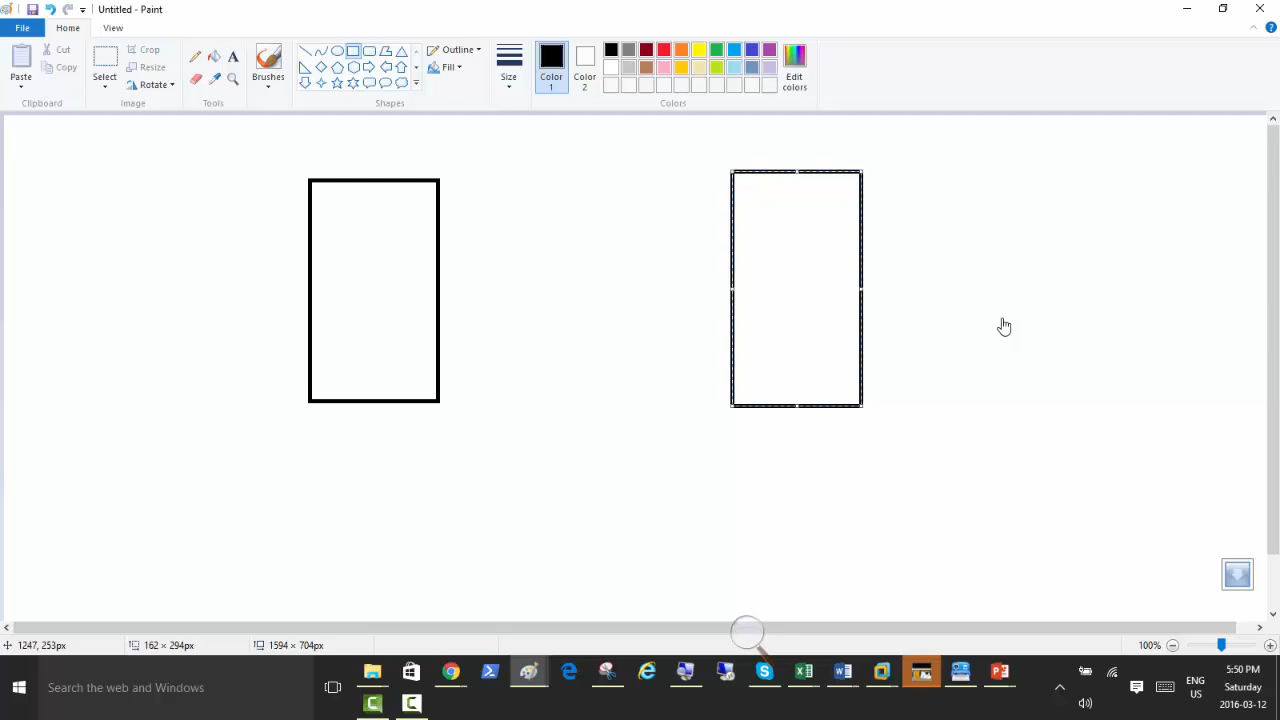 Untitled - Paint
File Home View
Paste
Cut
Copy
Clipboard
Select
Crop
Resize
Rotate
Image
A
Tools
Brushes
Outline
Fill
Shapes
Size
Color 1
Color 2
Edit colors
Colors
1247, 253px
162 × 294px
1594 × 704px
100%
Search the web and Windows
ENG
US
5:50 PM
Saturday
2016-03-12